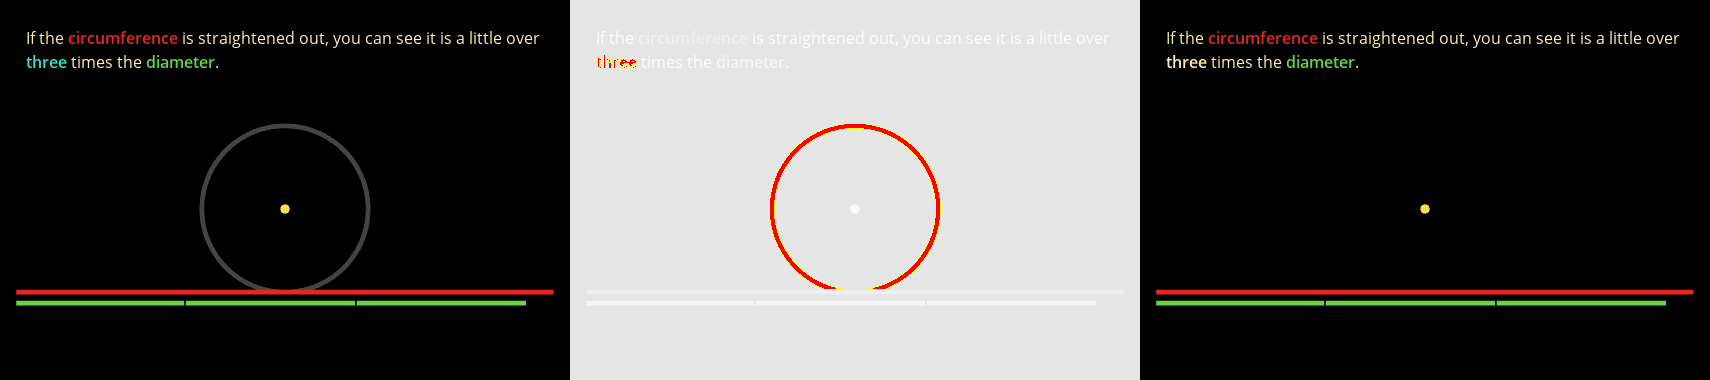 If the circumference is straightened out, you can see it is a little over
three times the diameter.
If the circumference is straightened out, you can see it is a little over
three times the diameter.
If the circumference is straightened out, you can see it is a little over
three times the diameter.